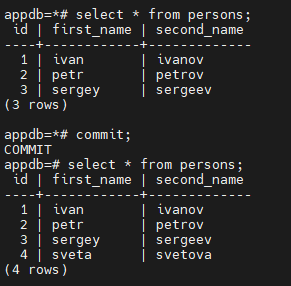 appdb=*# select * from persons;
 id | first_name | second_name
----+------------+-------------
  1 | ivan       | ivanov
  2 | petr       | petrov
  3 | sergey     | sergeev
(3 rows)

appdb=*# commit;
COMMIT
appdb=# select * from persons;
 id | first_name | second_name
----+------------+-------------
  1 | ivan       | ivanov
  2 | petr       | petrov
  3 | sergey     | sergeev
  4 | sveta      | svetova
(4 rows)